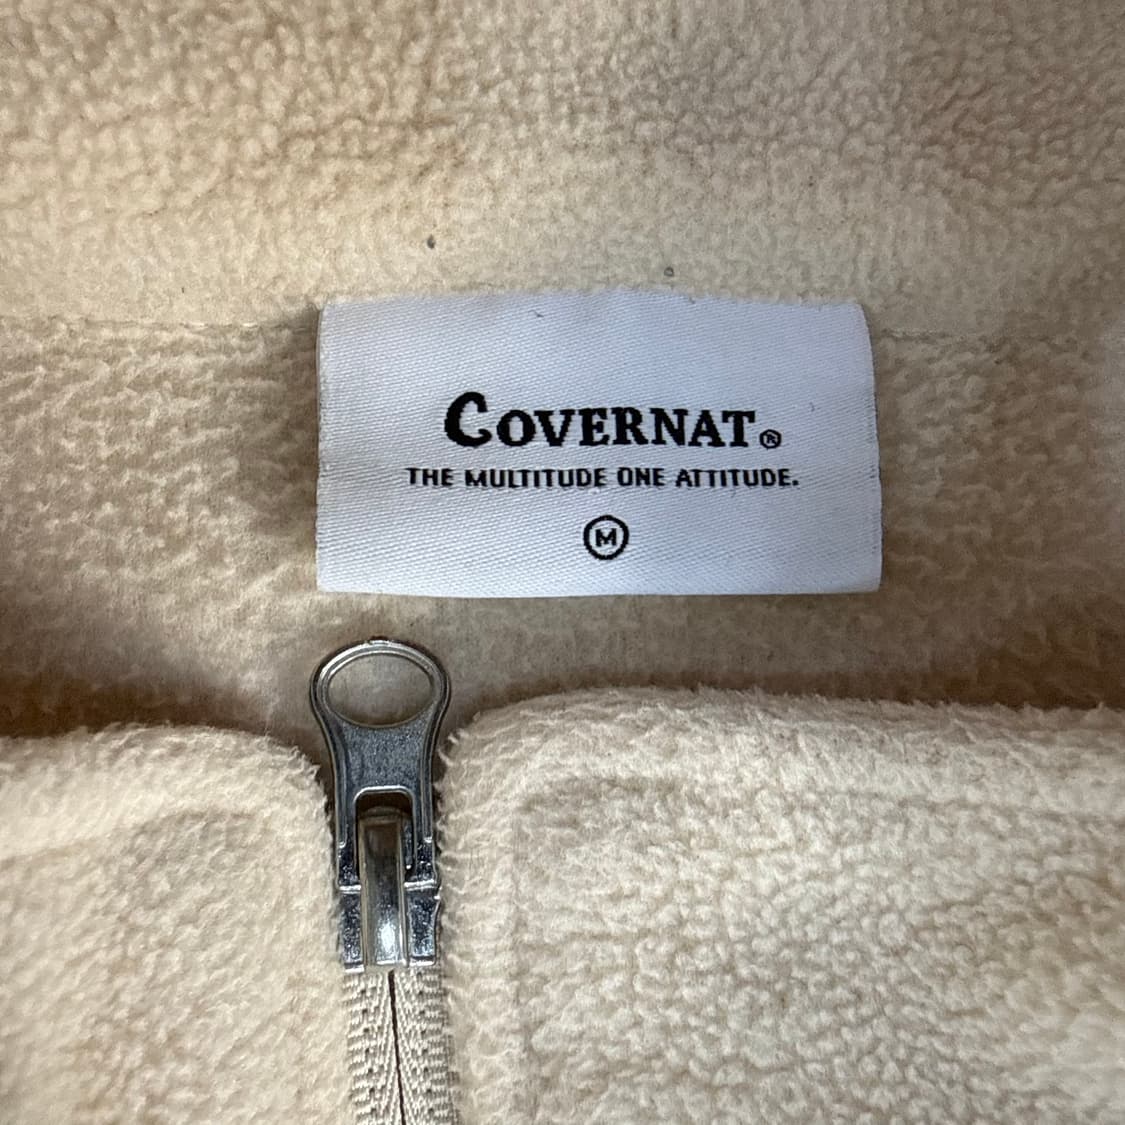 COVERNAT®
THE MULTITUDE ONE ATTITUDE.
M